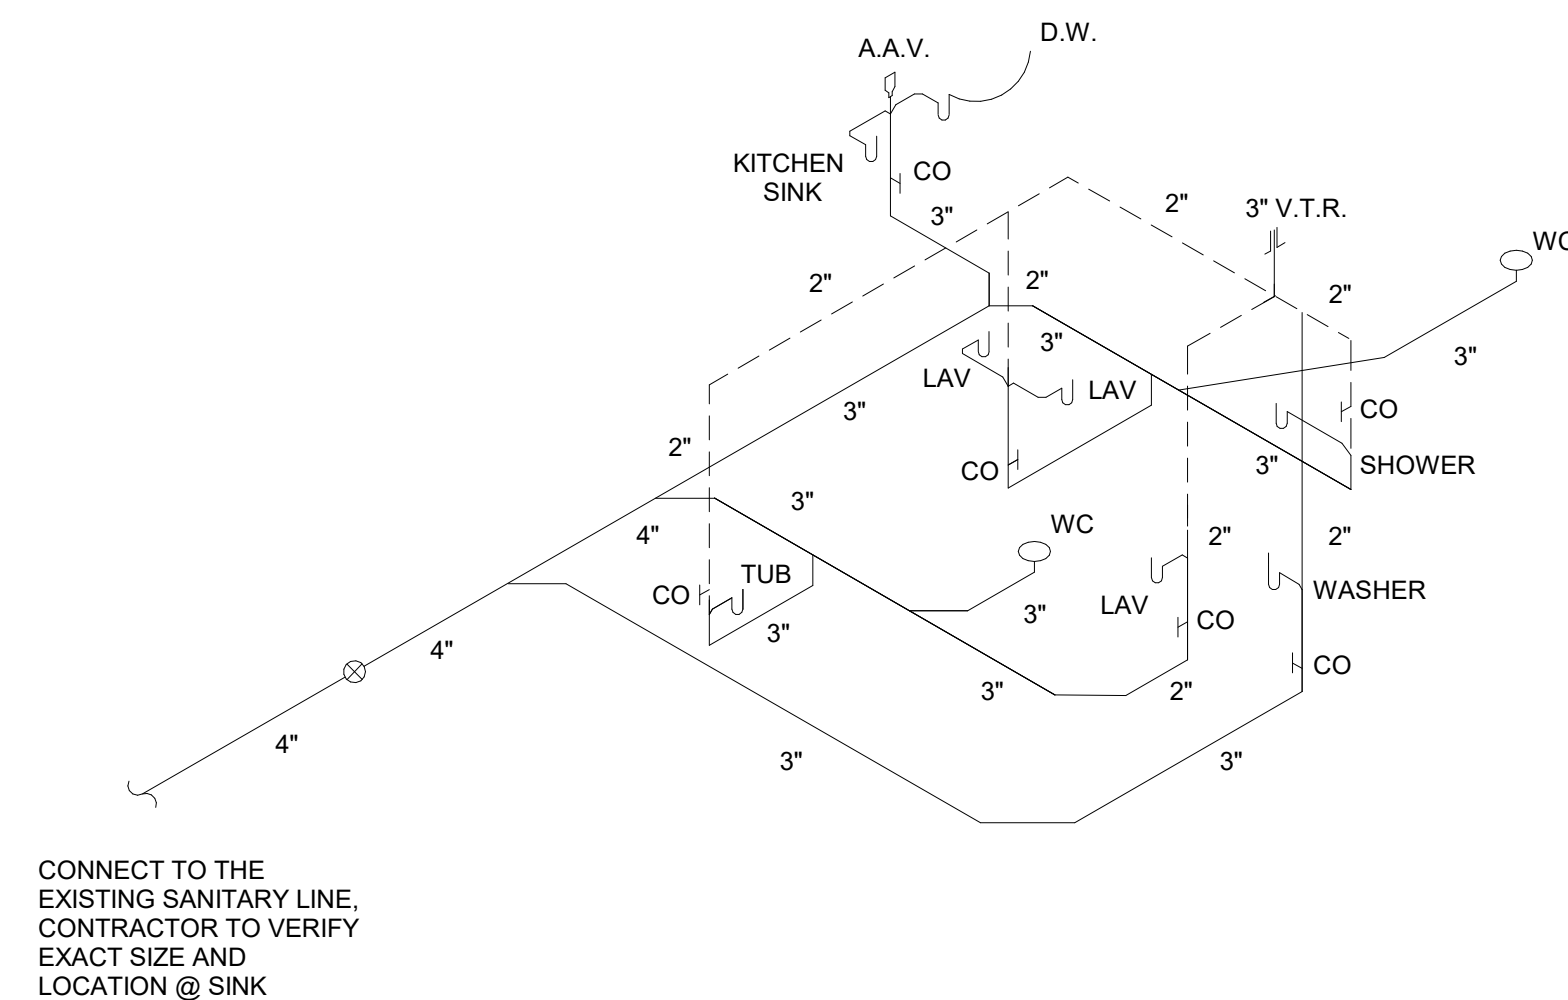 D.W.
A.A.V.
KITCHEN
SINK
CO
3"
2"
3" V.T.R.
WC
2"
2"
2"
3"
3"
LAV
LAV
3"
CO
2"
CO
3"
SHOWER
3"
4"
WC
2"
2"
TUB
CO
WASHER
LAV
3"
CO
3"
4"
CO
3"
2"
4"
3"
3"
CONNECT TO THE
EXISTING SANITARY LINE,
CONTRACTOR TO VERIFY
EXACT SIZE AND
LOCATION @ SINK